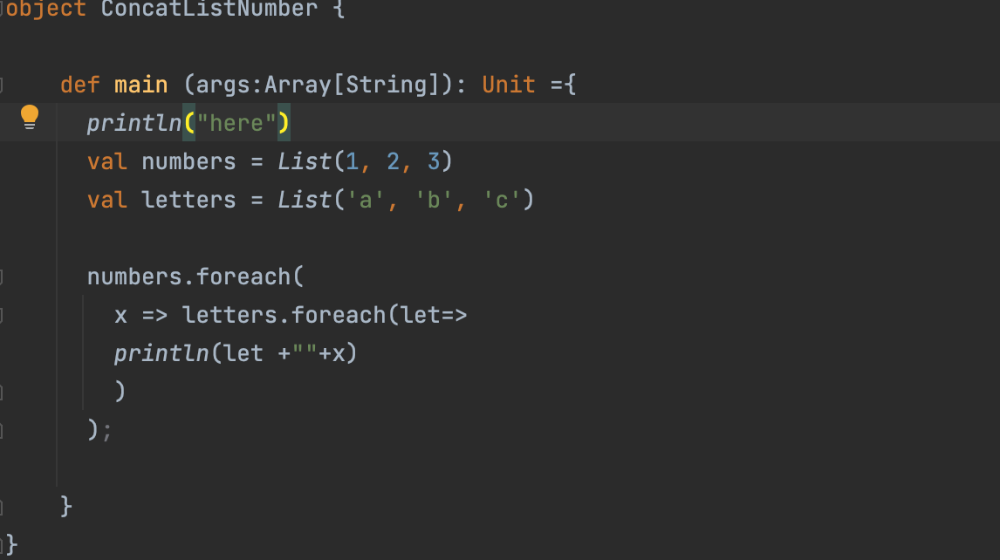 object ConcatListNumber {
def main (args:Array[String]): Unit ={
println("here")
val numbers = List(1, 2, 3)
val letters = List('a', 'b', 'c')
numbers.foreach(
x => letters.foreach(let=>
println(let +""+x)
)
);
}
}